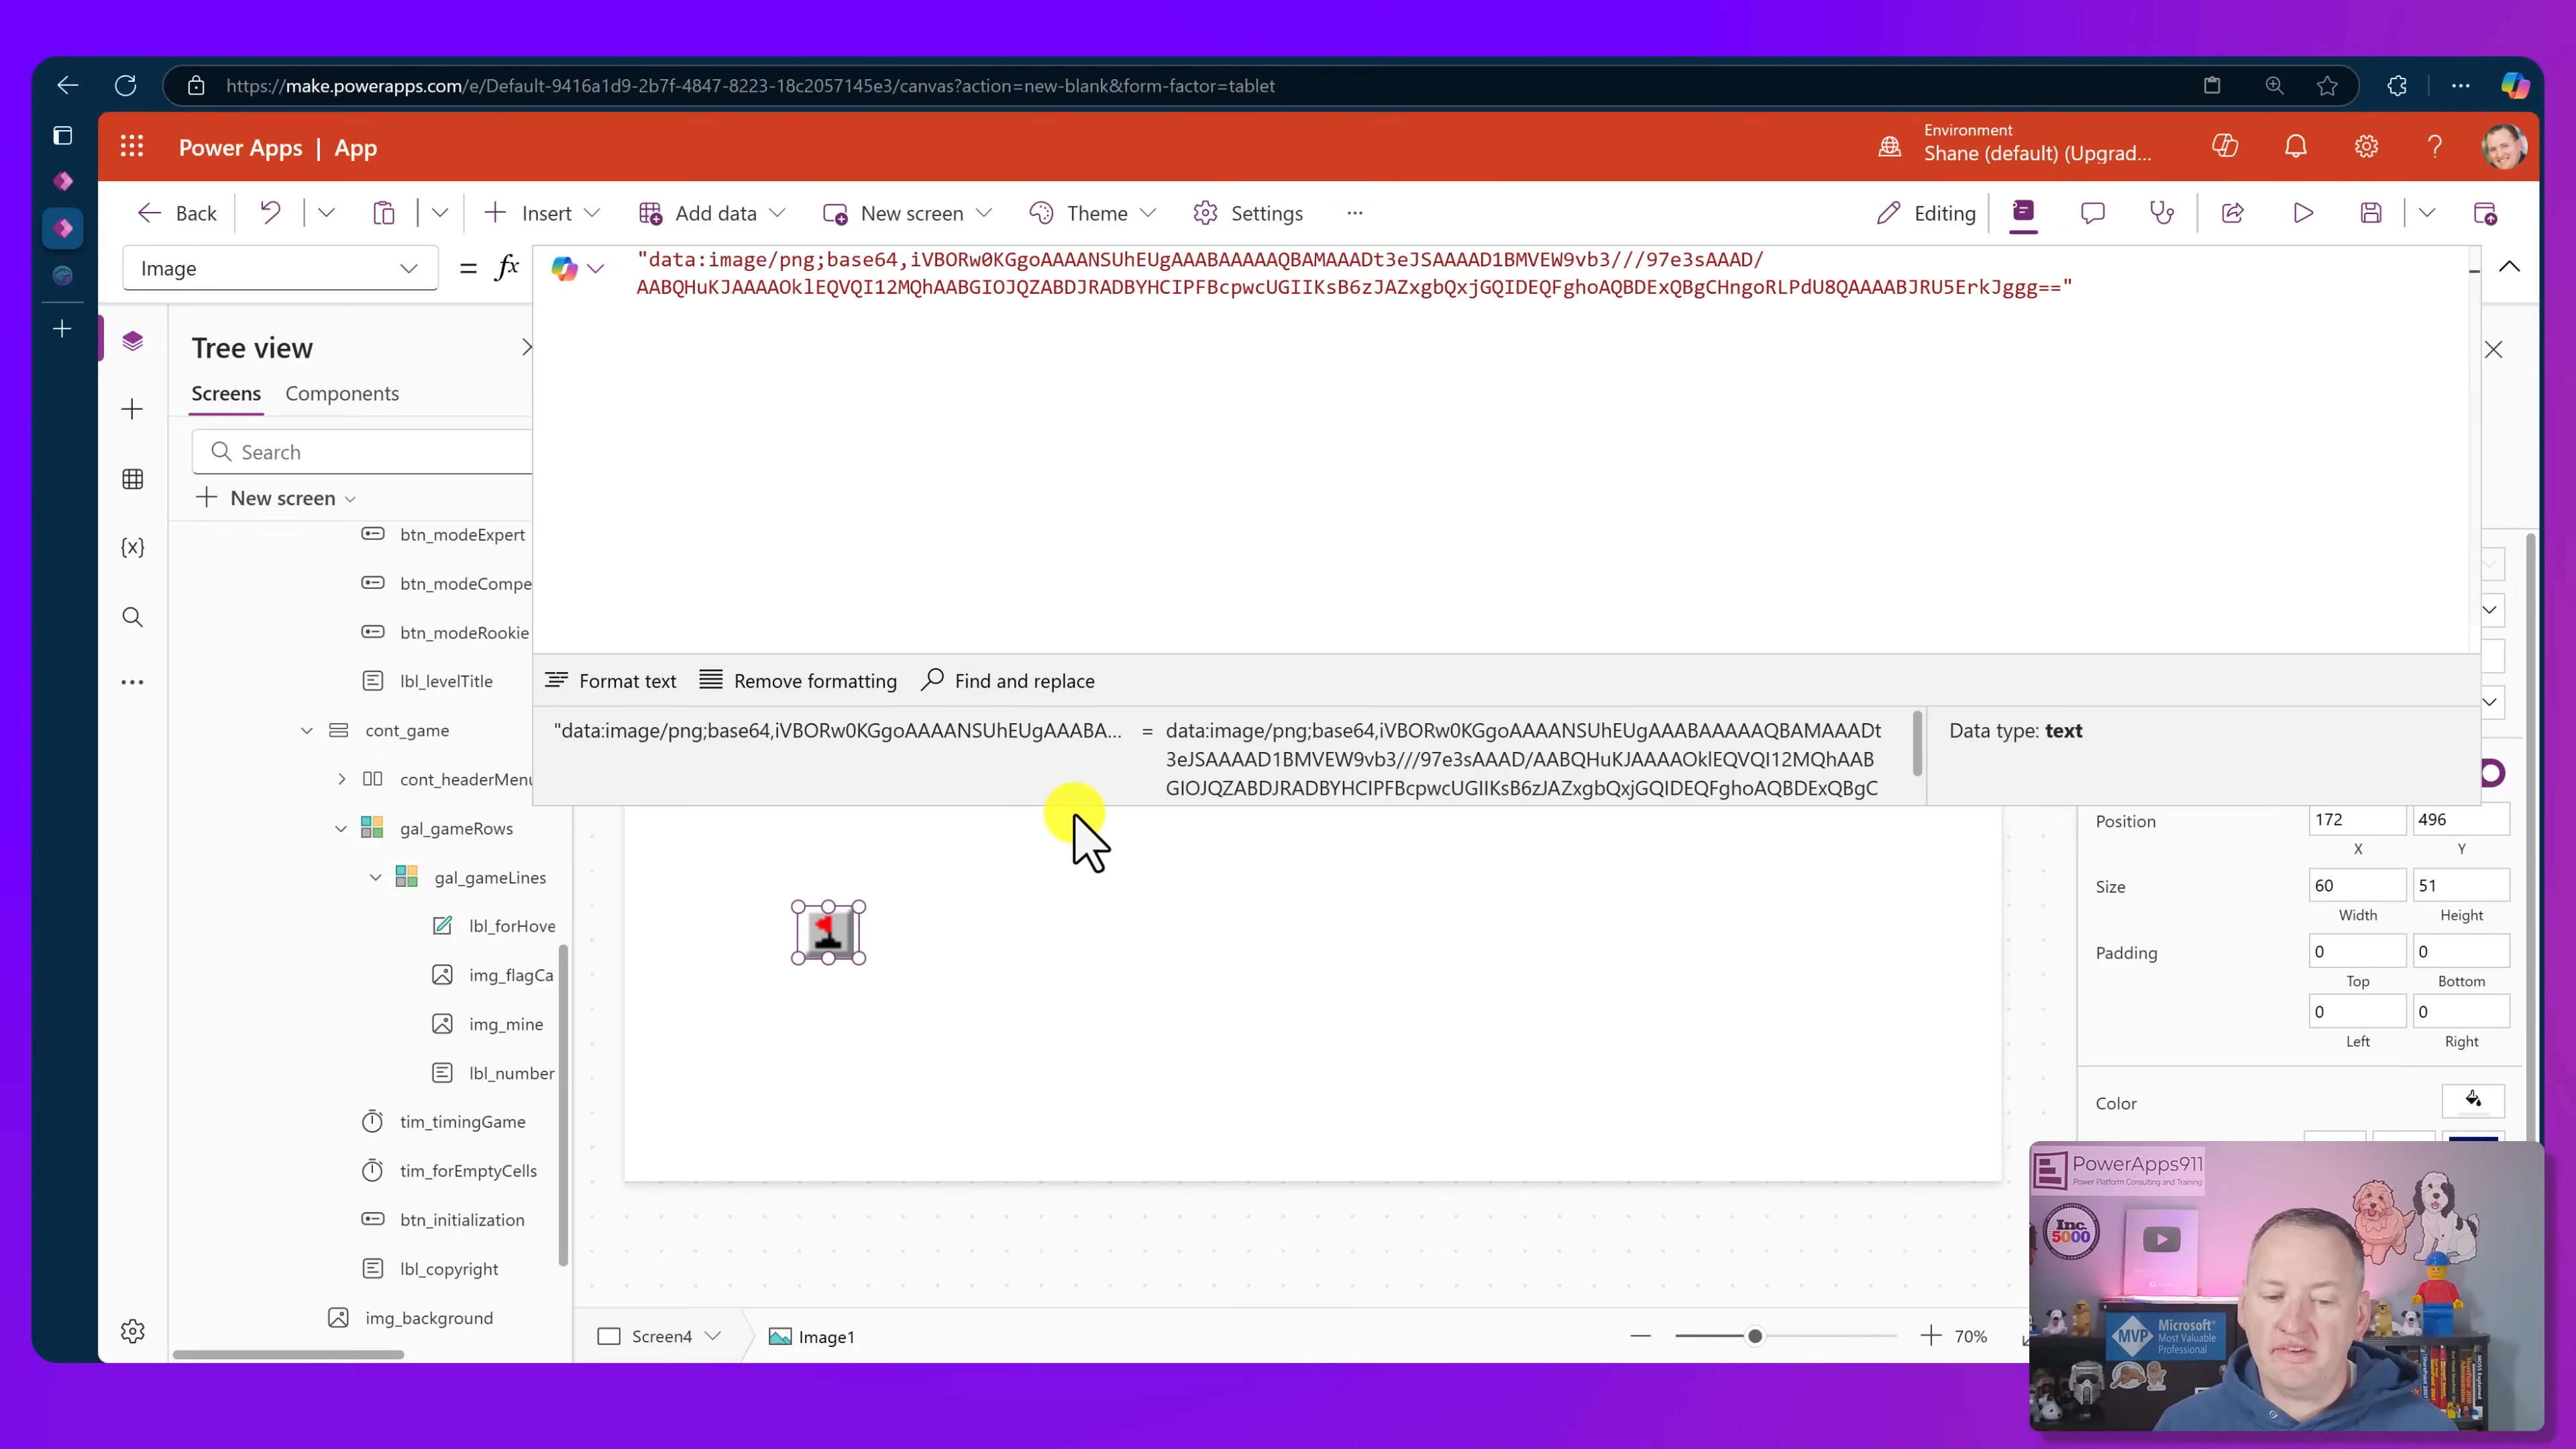 https://make.powerapps.com/e/Default-9416a1d9-2b7f-4847-8223-18c2057145e3/canvas?action=new-blank&form-factor=tablet
Power Apps | App
Environment
Shane (default) (Upgrad...
Back
Insert
Add data
New screen
Theme
Settings
Editing
Image
= fx
"data:image/png;base64,iVBORw0KGgoAAAANSUhEUgAAABAAAAAQBAMAAADt3eJSAAAAD1BMVEW9vb3///97e3sAAAD/
AABQHuKJAAAAOklEQVQI12MQhAABGIOJQZABDJRADBYHCIPFBcpwcUGIIKsB6zJAZxgbQxjGQIDEQFghoAQBDExQBgCHngoRLPdU8QAAAABJRU5ErkJggg=="
Tree view
Screens
Components
Search
New screen
btn_modeExpert
btn_modeCompe
btn_modeRookie
lbl_levelTitle
cont_game
cont_headerMenu
gal_gameRows
gal_gameLines
lbl_forHove
img_flagCa
img_mine
lbl_number
tim_timingGame
tim_forEmptyCells
btn_initialization
lbl_copyright
img_background
Format text
Remove formatting
Find and replace
"data:image/png;base64,iVBORw0KGgoAAAANSUhEUgAAABA... = data:image/png;base64,iVBORw0KGgoAAAANSUhEUgAAABAAAAAQBAMAAADt
3eJSAAAAD1BMVEW9vb3///97e3sAAAD/AABQHuKJAAAAOklEQVQI12MQhAAB
GIOJQZABDJRADBYHCIPFBcpwcUGIIKsB6zJAZxgbQxjGQIDEQFghoAQBDExQBgC
Data type: text
Position
172
496
X
Y
Size
60
51
Width
Height
Padding
0
0
Top
Bottom
0
0
Left
Right
Color
Screen4
Image1
70%
PowerApps911
Power Platform Consulting and Training
Inc.
5000
MVP
Microsoft®
Most Valuable
Professional